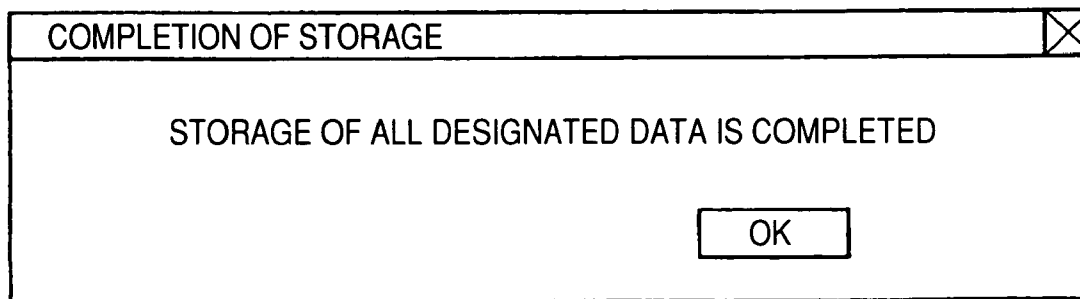 COMPLETION OF STORAGE
STORAGE OF ALL DESIGNATED DATA IS COMPLETED
OK